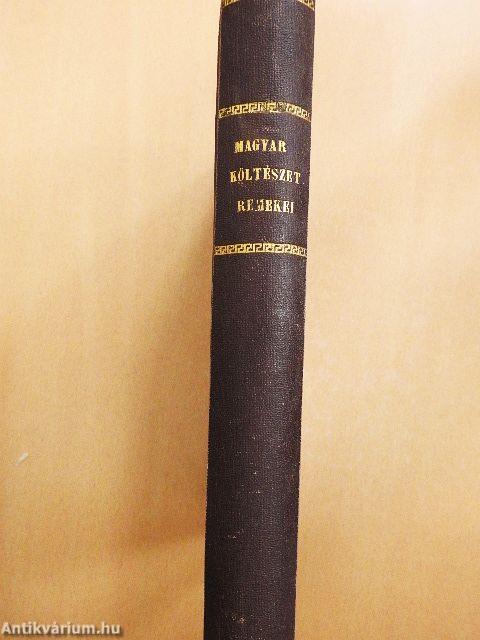 MAGYAR
KÖLTÉSZET
REMEKEI
Antikvárium.hu